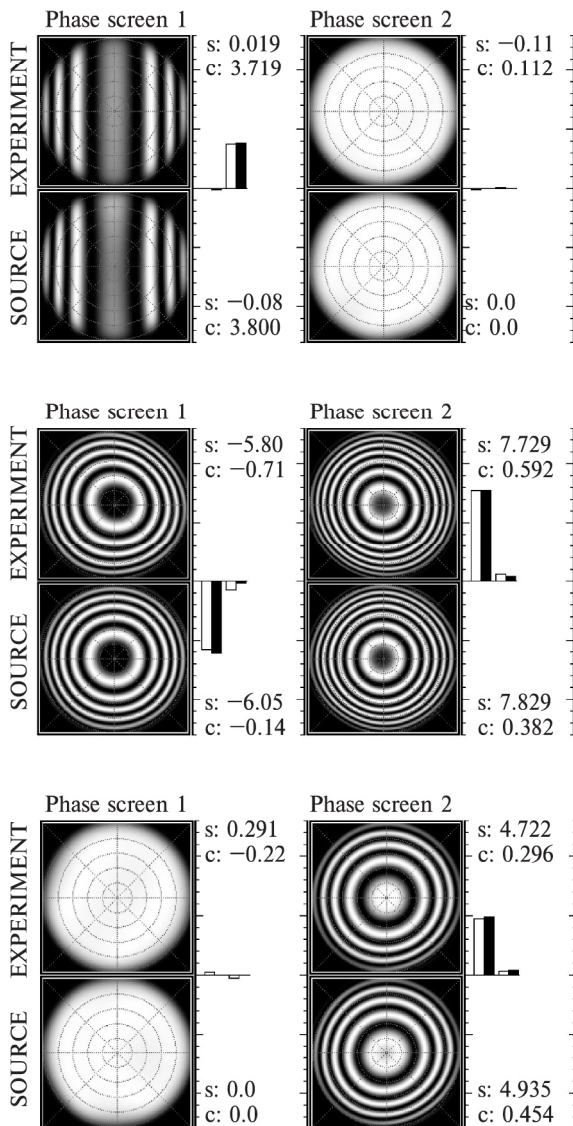 Phase screen 1
Phase screen 2
EXPERIMENT
s: 0.019
c: 3.719
s: −0.11
c: 0.112
SOURCE
s: −0.08
c: 3.800
s: 0.0
c: 0.0
Phase screen 1
Phase screen 2
EXPERIMENT
s: −5.80
c: −0.71
s: 7.729
c: 0.592
SOURCE
s: −6.05
c: −0.14
s: 7.829
c: 0.382
Phase screen 1
Phase screen 2
EXPERIMENT
s: 0.291
c: −0.22
s: 4.722
c: 0.296
SOURCE
s: 0.0
c: 0.0
s: 4.935
c: 0.454